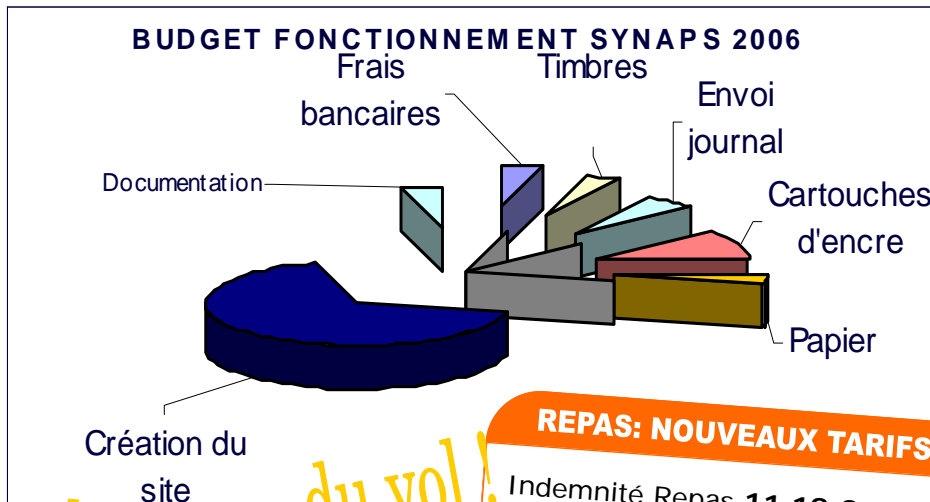 BUDGET FONCTIONNEMENT SYNAPS 2006
Frais
bancaires
Timbres
Envoi
journal
Documentation
Cartouches
d'encre
Papier
Création du
site
du vol !
REPAS: NOUVEAUX TARIFS
Indemnité Repas